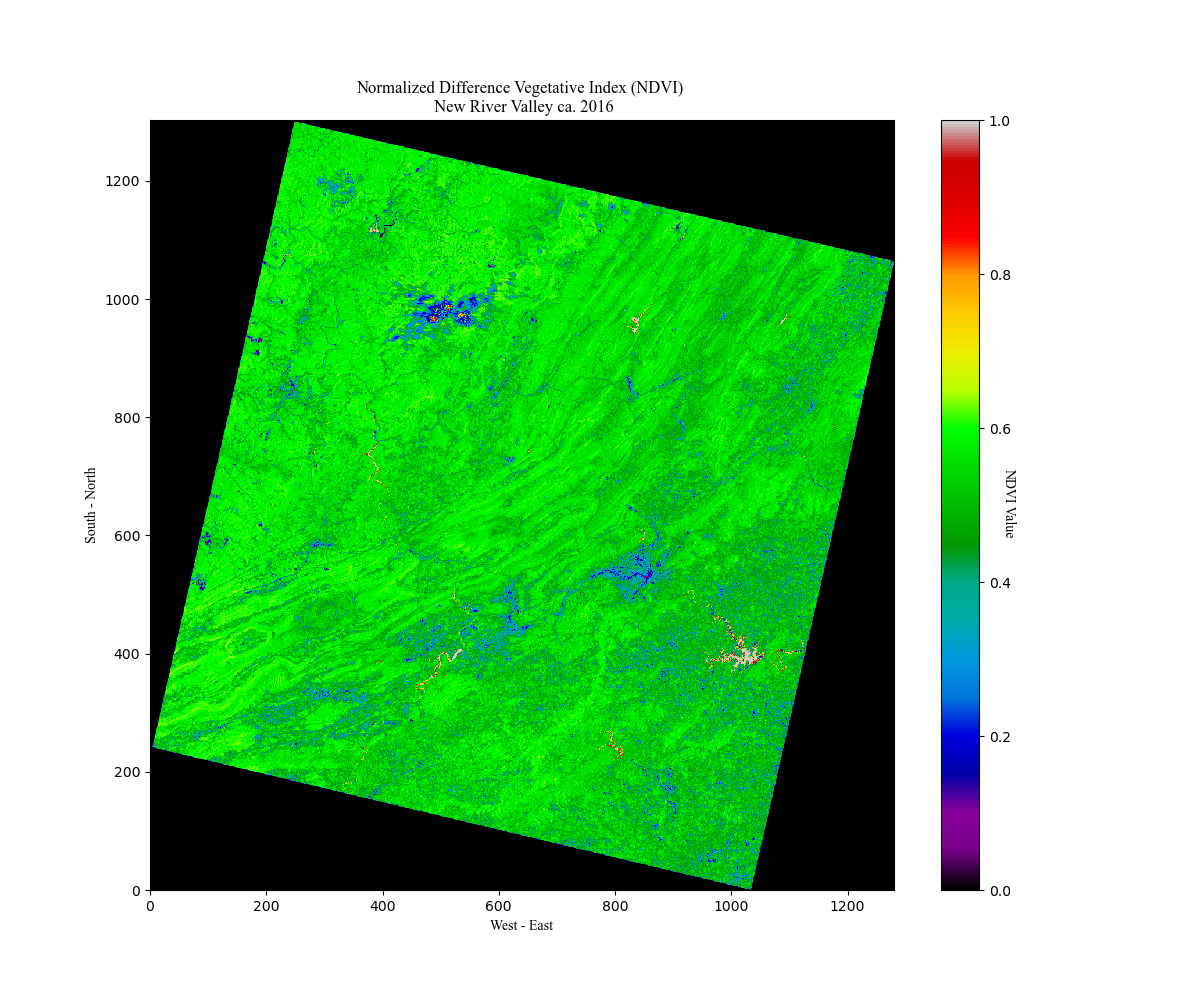 Normalized Difference Vegetative Index (NDVI)
New River Valley ca. 2016
1200
1000
800
600
400
200
0
South - North
0 200 400 600 800 1000 1200
West - East
1.0
0.8
0.6
0.4
0.2
0.0
NDVI Value